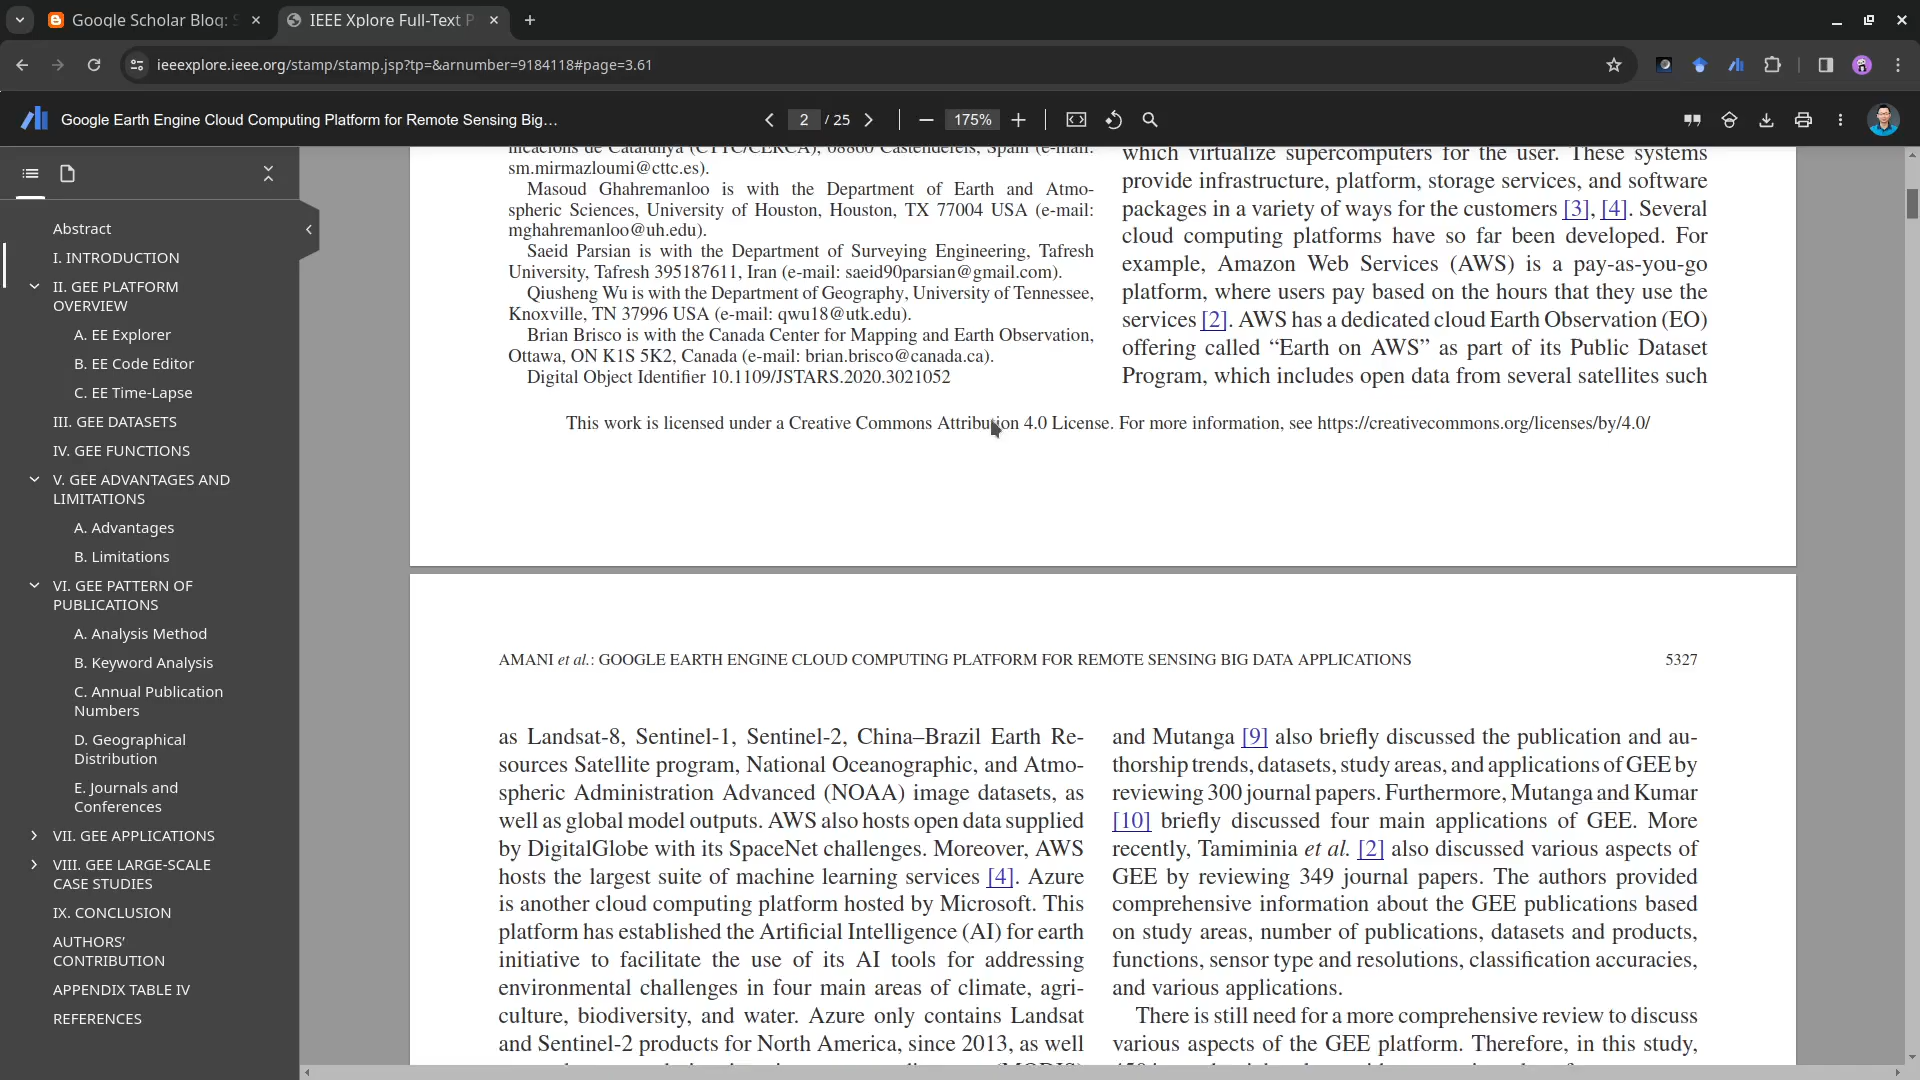 Google Scholar Blog: S
IEEE Xplore Full-Text P
ieeexplore.ieee.org/stamp/stamp.jsp?tp=&arnumber=9184118#page=3.61
Google Earth Engine Cloud Computing Platform for Remote Sensing Big…
2 / 25
175%
Abstract
I. INTRODUCTION
II. GEE PLATFORM
OVERVIEW
A. EE Explorer
B. EE Code Editor
C. EE Time-Lapse
III. GEE DATASETS
IV. GEE FUNCTIONS
V. GEE ADVANTAGES AND
LIMITATIONS
A. Advantages
B. Limitations
VI. GEE PATTERN OF
PUBLICATIONS
A. Analysis Method
B. Keyword Analysis
C. Annual Publication
Numbers
D. Geographical
Distribution
E. Journals and
Conferences
VII. GEE APPLICATIONS
VIII. GEE LARGE-SCALE
CASE STUDIES
IX. CONCLUSION
AUTHORS’
CONTRIBUTION
APPENDIX TABLE IV
REFERENCES
nicacions de Catalunya (CTTC/CERCA), 08860 Castelldefels, Spain (e-mail:
sm.mirmazloumi@cttc.es).
Masoud Ghahremanloo is with the Department of Earth and Atmo-
spheric Sciences, University of Houston, Houston, TX 77004 USA (e-mail:
mghahremanloo@uh.edu).
Saeid Parsian is with the Department of Surveying Engineering, Tafresh
University, Tafresh 395187611, Iran (e-mail: saeid90parsian@gmail.com).
Qiusheng Wu is with the Department of Geography, University of Tennessee,
Knoxville, TN 37996 USA (e-mail: qwu18@utk.edu).
Brian Brisco is with the Canada Center for Mapping and Earth Observation,
Ottawa, ON K1S 5K2, Canada (e-mail: brian.brisco@canada.ca).
Digital Object Identifier 10.1109/JSTARS.2020.3021052
which virtualize supercomputers for the user. These systems
provide infrastructure, platform, storage services, and software
packages in a variety of ways for the customers [3], [4]. Several
cloud computing platforms have so far been developed. For
example, Amazon Web Services (AWS) is a pay-as-you-go
platform, where users pay based on the hours that they use the
services [2]. AWS has a dedicated cloud Earth Observation (EO)
offering called “Earth on AWS” as part of its Public Dataset
Program, which includes open data from several satellites such
This work is licensed under a Creative Commons Attribution 4.0 License. For more information, see https://creativecommons.org/licenses/by/4.0/
AMANI et al.: GOOGLE EARTH ENGINE CLOUD COMPUTING PLATFORM FOR REMOTE SENSING BIG DATA APPLICATIONS
5327
as Landsat-8, Sentinel-1, Sentinel-2, China–Brazil Earth Re-
sources Satellite program, National Oceanographic, and Atmo-
spheric Administration Advanced (NOAA) image datasets, as
well as global model outputs. AWS also hosts open data supplied
by DigitalGlobe with its SpaceNet challenges. Moreover, AWS
hosts the largest suite of machine learning services [4]. Azure
is another cloud computing platform hosted by Microsoft. This
platform has established the Artificial Intelligence (AI) for earth
initiative to facilitate the use of its AI tools for addressing
environmental challenges in four main areas of climate, agri-
culture, biodiversity, and water. Azure only contains Landsat
and Sentinel-2 products for North America, since 2013, as well
and Mutanga [9] also briefly discussed the publication and au-
thorship trends, datasets, study areas, and applications of GEE by
reviewing 300 journal papers. Furthermore, Mutanga and Kumar
[10] briefly discussed four main applications of GEE. More
recently, Tamiminia et al. [2] also discussed various aspects of
GEE by reviewing 349 journal papers. The authors provided
comprehensive information about the GEE publications based
on study areas, number of publications, datasets and products,
functions, sensor type and resolutions, classification accuracies,
and various applications.
There is still need for a more comprehensive review to discuss
various aspects of the GEE platform. Therefore, in this study,